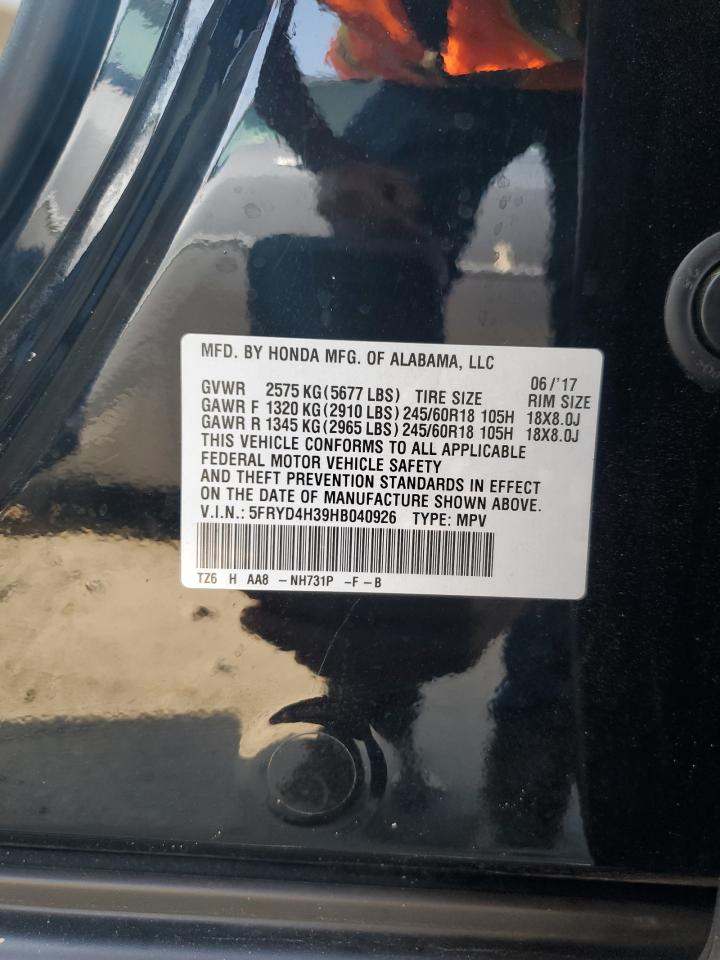 MFD. BY HONDA MFG. OF ALABAMA, LLC
06/'17
GVWR 2575 KG (5677 LBS) TIRE SIZE RIM SIZE
GAWR F 1320 KG (2910 LBS) 245/60R18 105H 18X8.0J
GAWR R 1345 KG (2965 LBS) 245/60R18 105H 18X8.0J
THIS VEHICLE CONFORMS TO ALL APPLICABLE
FEDERAL MOTOR VEHICLE SAFETY
AND THEFT PREVENTION STANDARDS IN EFFECT
ON THE DATE OF MANUFACTURE SHOWN ABOVE.
V.I.N.: 5FRYD4H39HB040926 TYPE: MPV
TZ6 H AA8 -NH731P -F-B